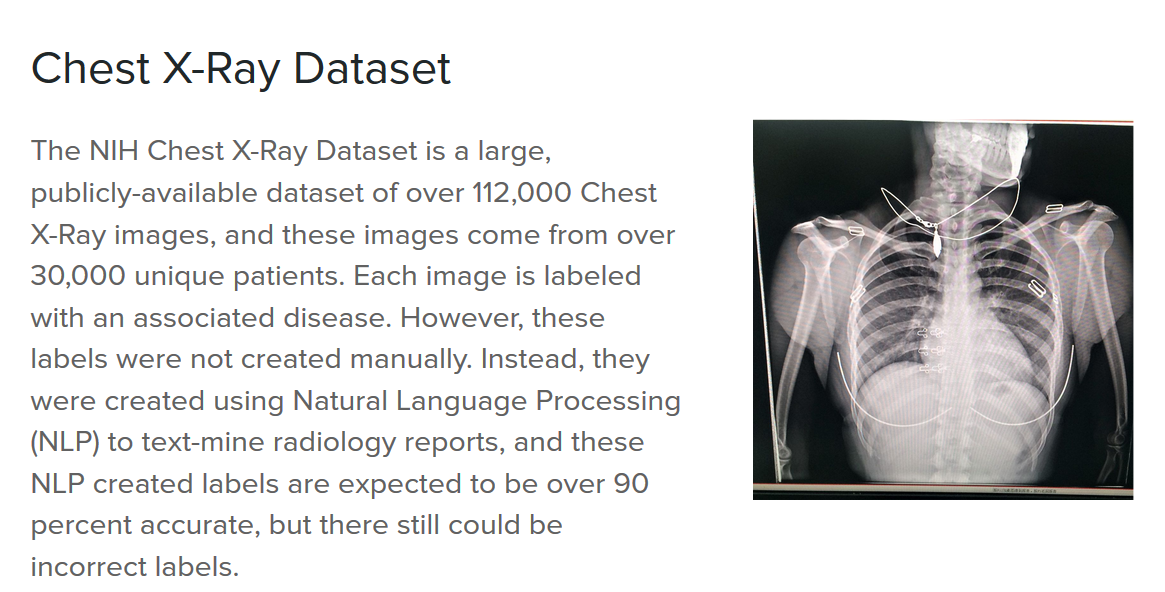 Chest X-Ray Dataset
The NIH Chest X-Ray Dataset is a large,
publicly-available dataset of over 112,000 Chest
X-Ray images, and these images come from over
30,000 unique patients. Each image is labeled
with an associated disease. However, these
labels were not created manually. Instead, they
were created using Natural Language Processing
(NLP) to text-mine radiology reports, and these
NLP created labels are expected to be over 90
percent accurate, but there still could be
incorrect labels.